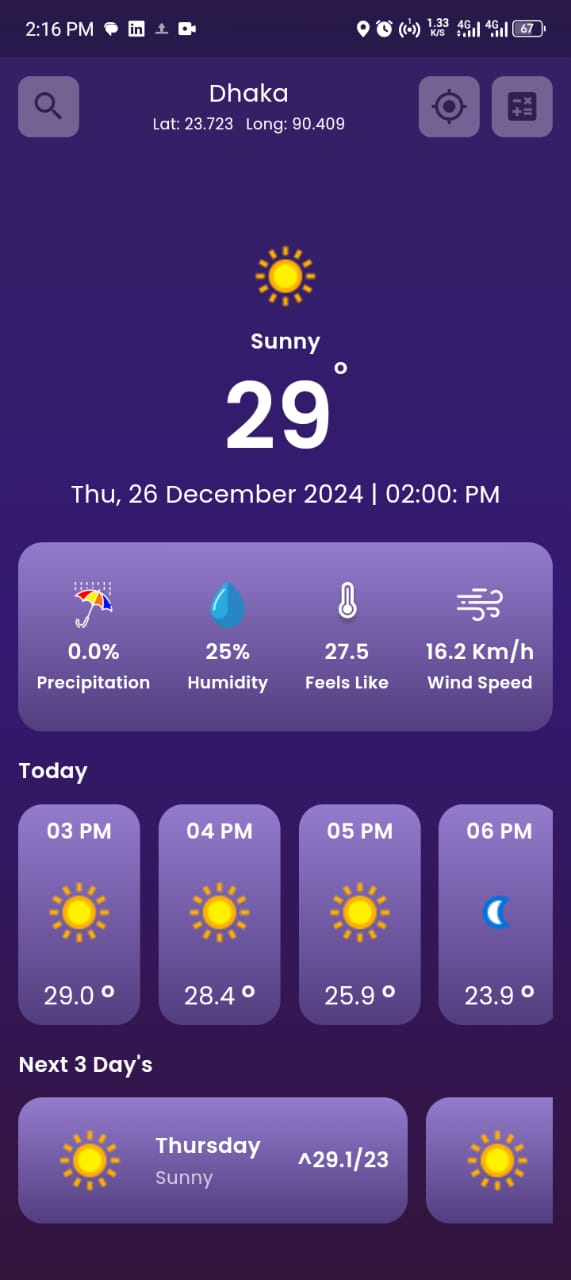 2:16 PM in 1.33 K/S 4G 4G 67
Dhaka
Lat: 23.723 Long: 90.409
Sunny
29°
Thu, 26 December 2024 | 02:00: PM
0.0% 25% 27.5 16.2 Km/h
Precipitation Humidity Feels Like Wind Speed
Today
03 PM 04 PM 05 PM 06 PM
29.0 ° 28.4 ° 25.9 ° 23.9 °
Next 3 Day's
Thursday
Sunny
^29.1/23